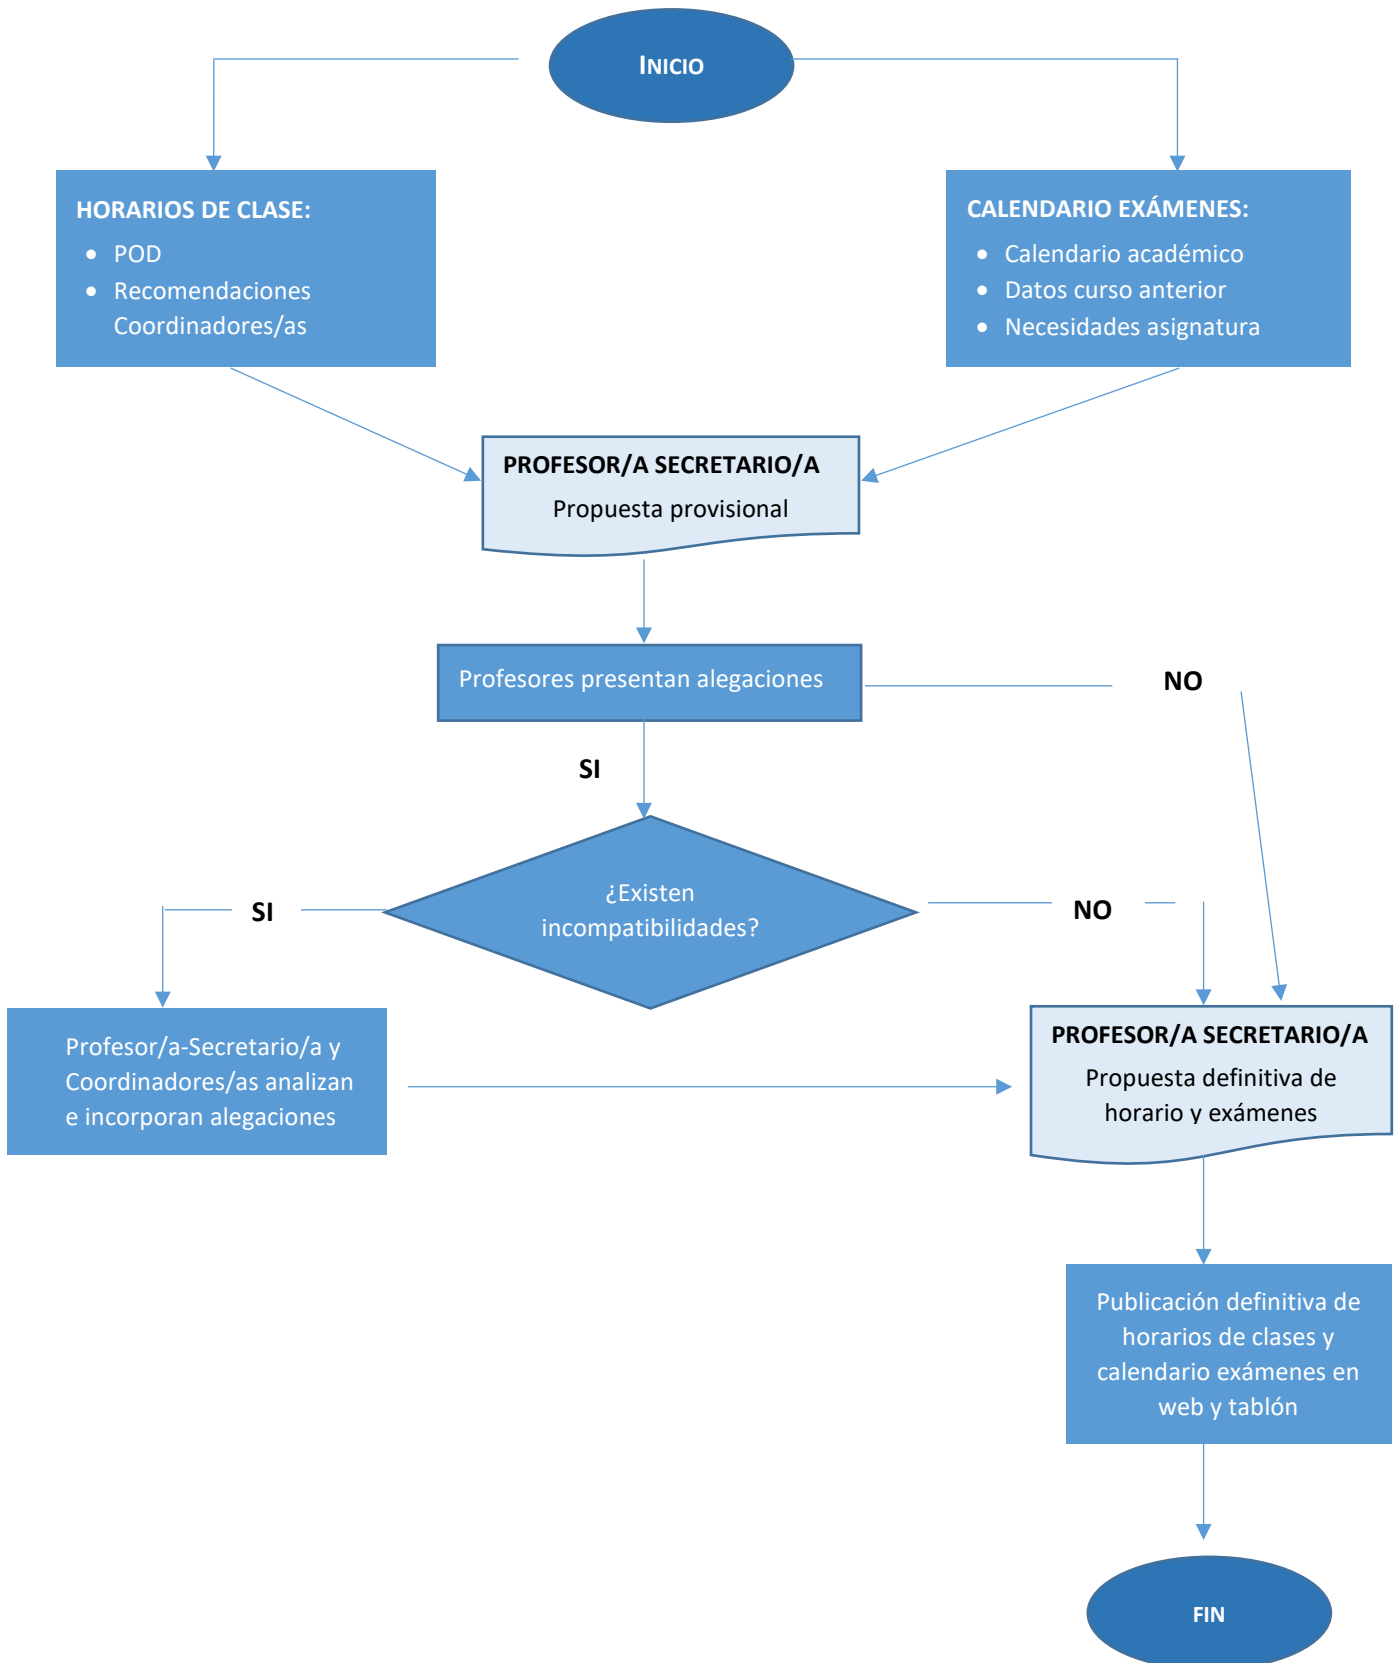 INICIO
HORARIOS DE CLASE:
• POD
• Recomendaciones
Coordinadores/as
CALENDARIO EXÁMENES:
• Calendario académico
• Datos curso anterior
• Necesidades asignatura
PROFESOR/A SECRETARIO/A
Propuesta provisional
Profesores presentan alegaciones
NO
SI
¿Existen
incompatibilidades?
SI
NO
Profesor/a-Secretario/a y
Coordinadores/as analizan
e incorporan alegaciones
PROFESOR/A SECRETARIO/A
Propuesta definitiva de
horario y exámenes
Publicación definitiva de
horarios de clases y
calendario exámenes en
web y tablón
FIN